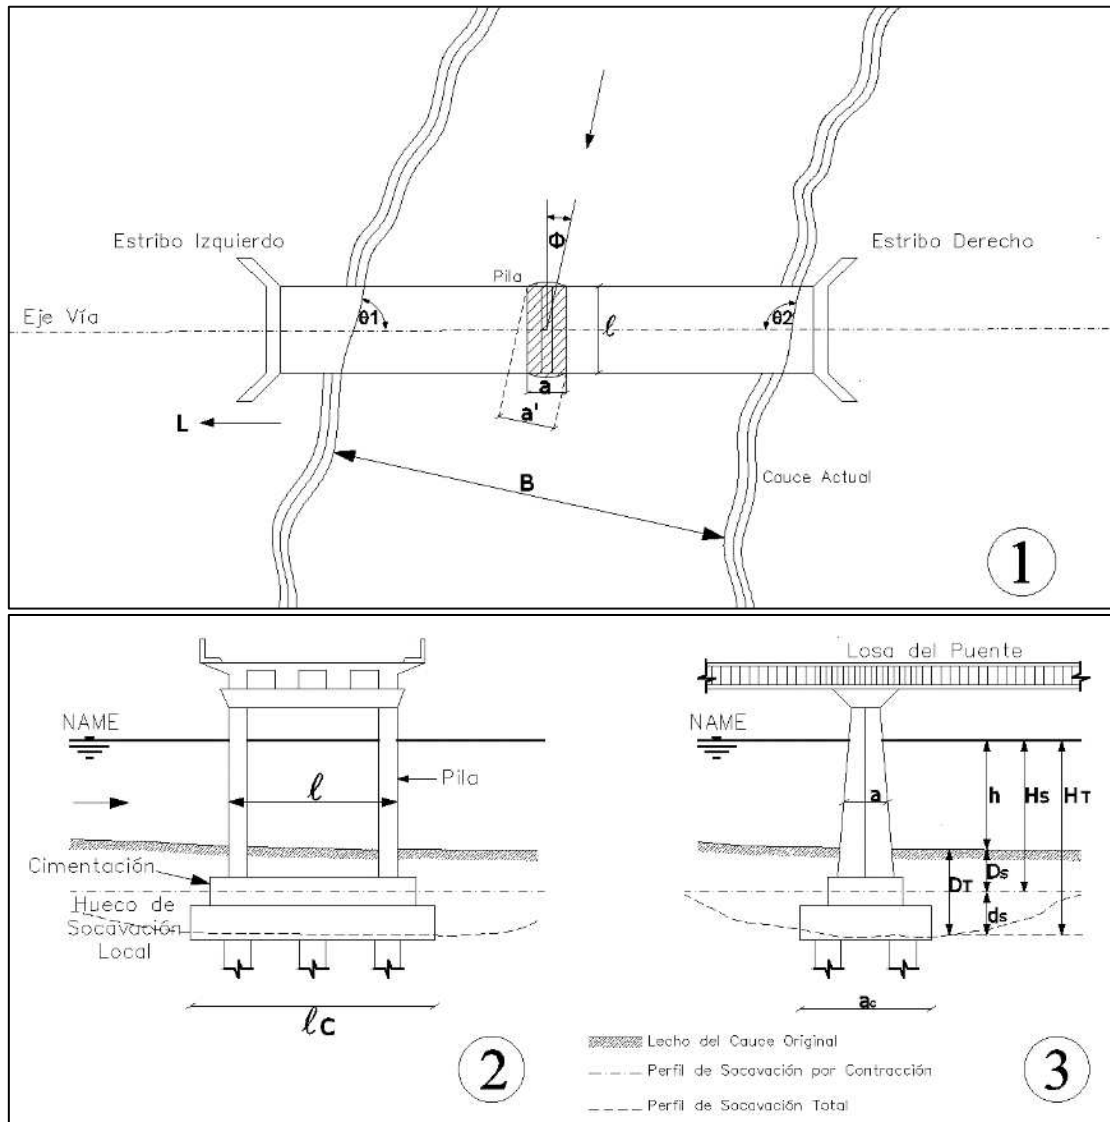 Estribo Izquierdo
Estribo Derecho
Φ
Pila
Eje Vía
θ1
θ2
ℓ
a
a'
L
B
Cauce Actual
1
Losa del Puente
NAME
NAME
ℓ
Pila
a
h
Hs
HT
Cimentación
Hueco de
Socavación
Local
DT
Ds
ds
ℓc
ac
Lecho del Cauce Original
Perfil de Socavación por Contracción
Perfil de Socavación Total
2
3